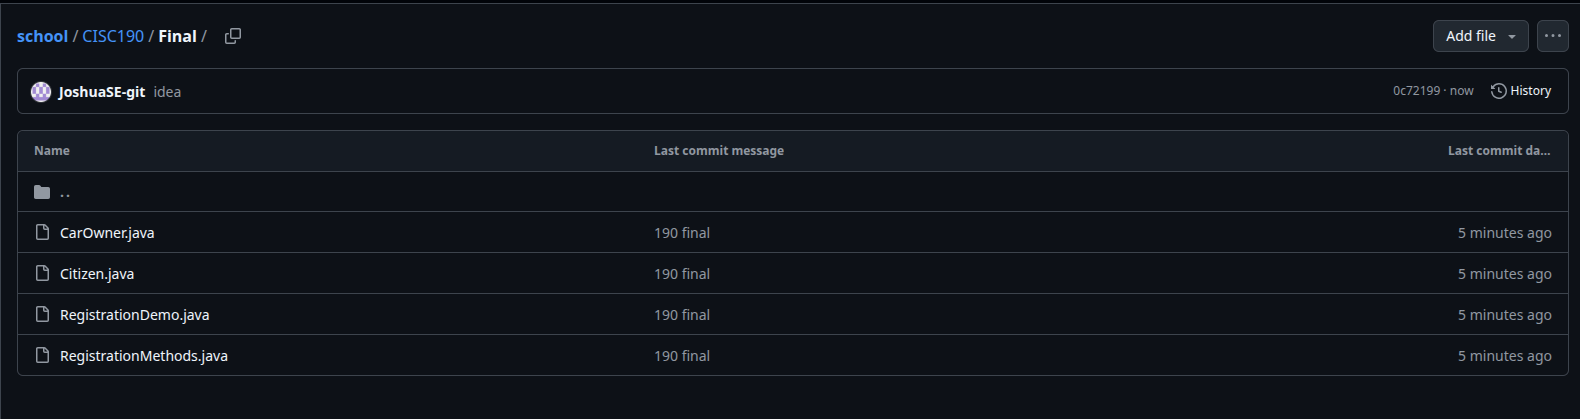 school / CISC190 / Final /
Add file
JoshuaSE-git idea 0c72199 · now History
Name Last commit message Last commit da...
..
CarOwner.java 190 final 5 minutes ago
Citizen.java 190 final 5 minutes ago
RegistrationDemo.java 190 final 5 minutes ago
RegistrationMethods.java 190 final 5 minutes ago